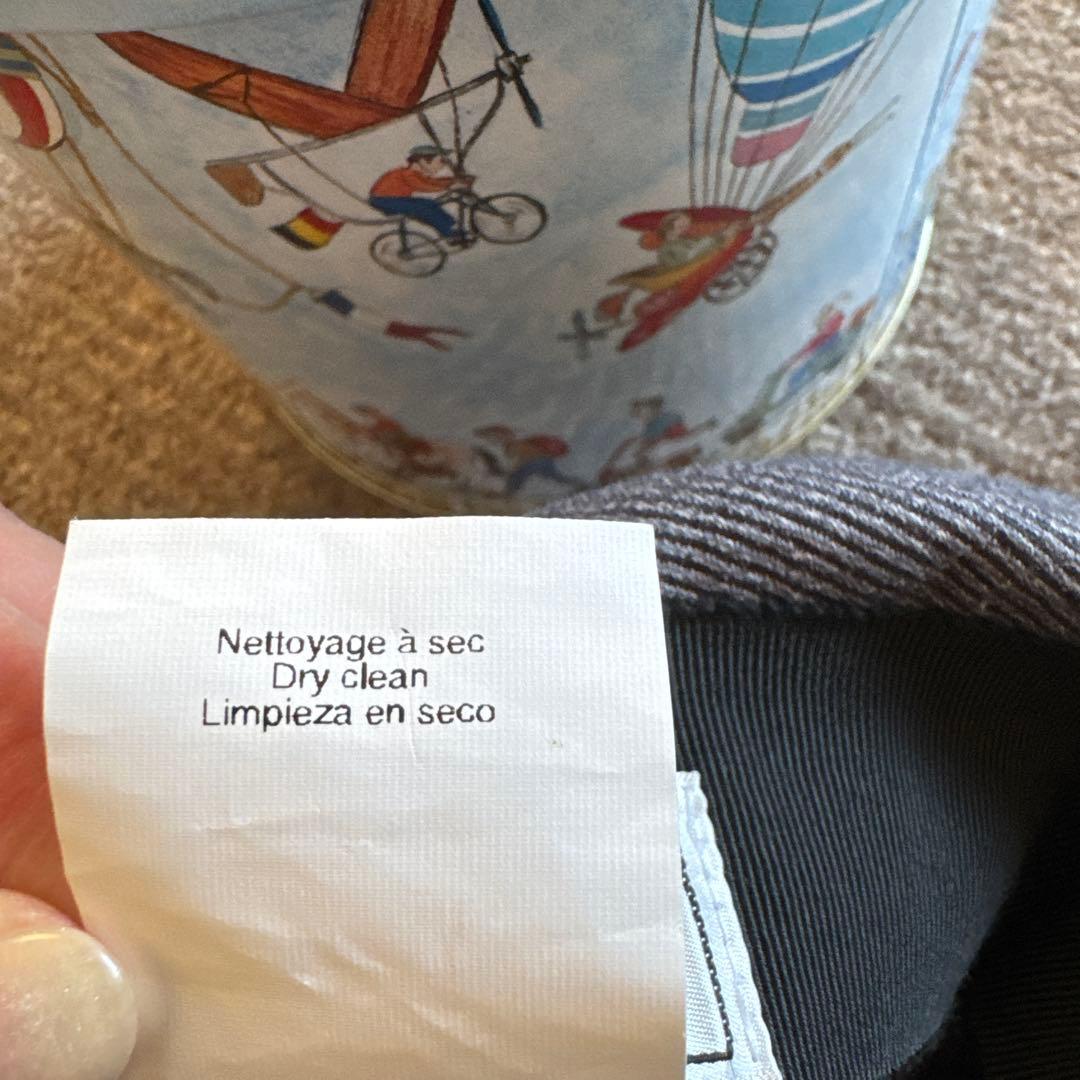 Nettoyage à sec
Dry clean
Limpieza en seco